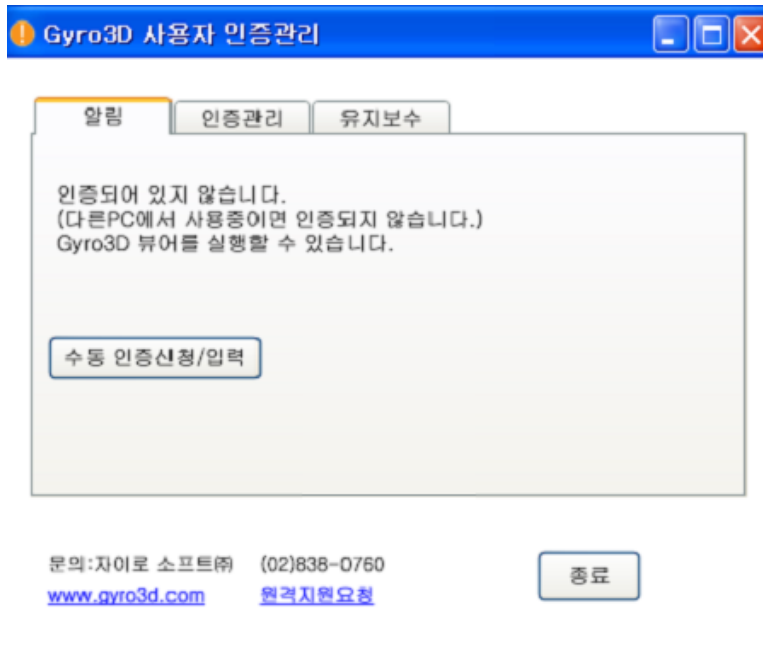 Gyro3D 사용자 인증관리
알림 인증관리 유지보수
인증되어 있지 않습니다.
(다른PC에서 사용중이면 인증되지 않습니다.)
Gyro3D 뷰어를 실행할 수 있습니다.
수동 인증신청/입력
문의:자이로 소프트㈜ (02)838-0760
www.gyro3d.com 원격지원요청
종료